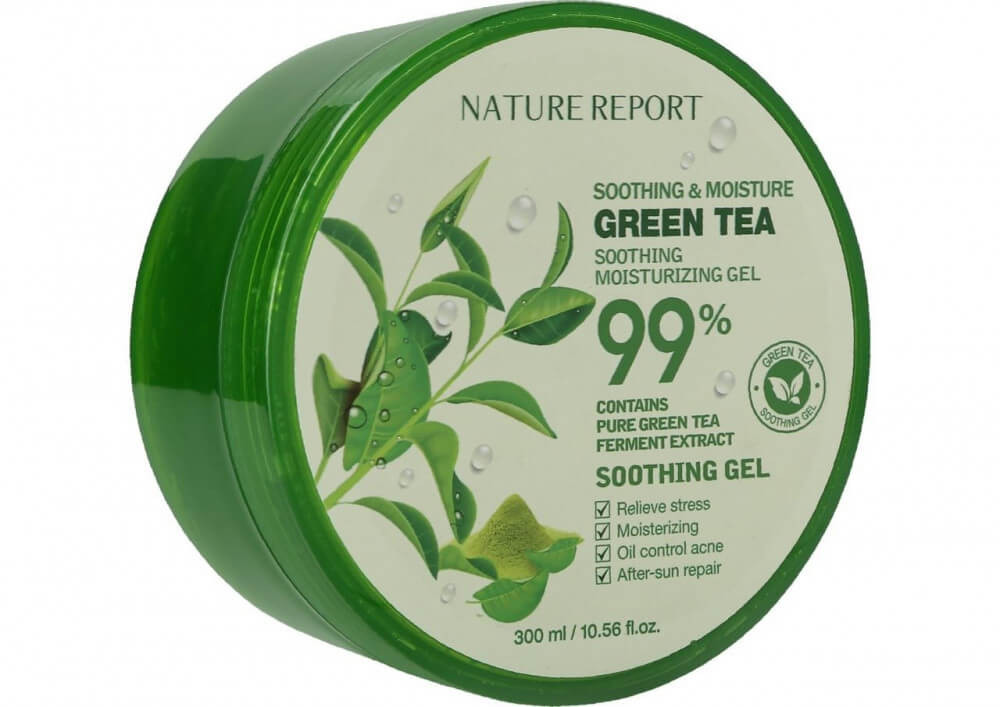 NATURE REPORT
SOOTHING & MOISTURE
GREEN TEA
SOOTHING
MOISTURIZING GEL
99%
GREEN TEA
SOOTHING GEL
CONTAINS
PURE GREEN TEA
FERMENT EXTRACT
SOOTHING GEL
Relieve stress
Moisterizing
Oil control acne
After-sun repair
300 ml / 10.56 fl.oz.